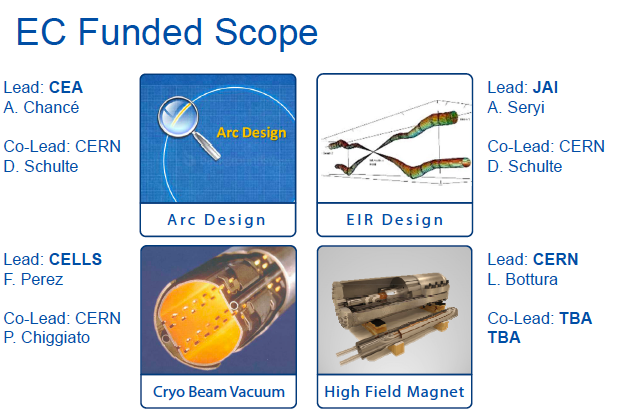 EC Funded Scope
Lead: CEA
A. Chancé
Co-Lead: CERN
D. Schulte
Arc Design
Arc Design
EIR Design
Lead: JAI
A. Seryi
Co-Lead: CERN
D. Schulte
Lead: CELLS
F. Perez
Co-Lead: CERN
P. Chiggiato
Cryo Beam Vacuum
High Field Magnet
Lead: CERN
L. Bottura
Co-Lead: TBA
TBA